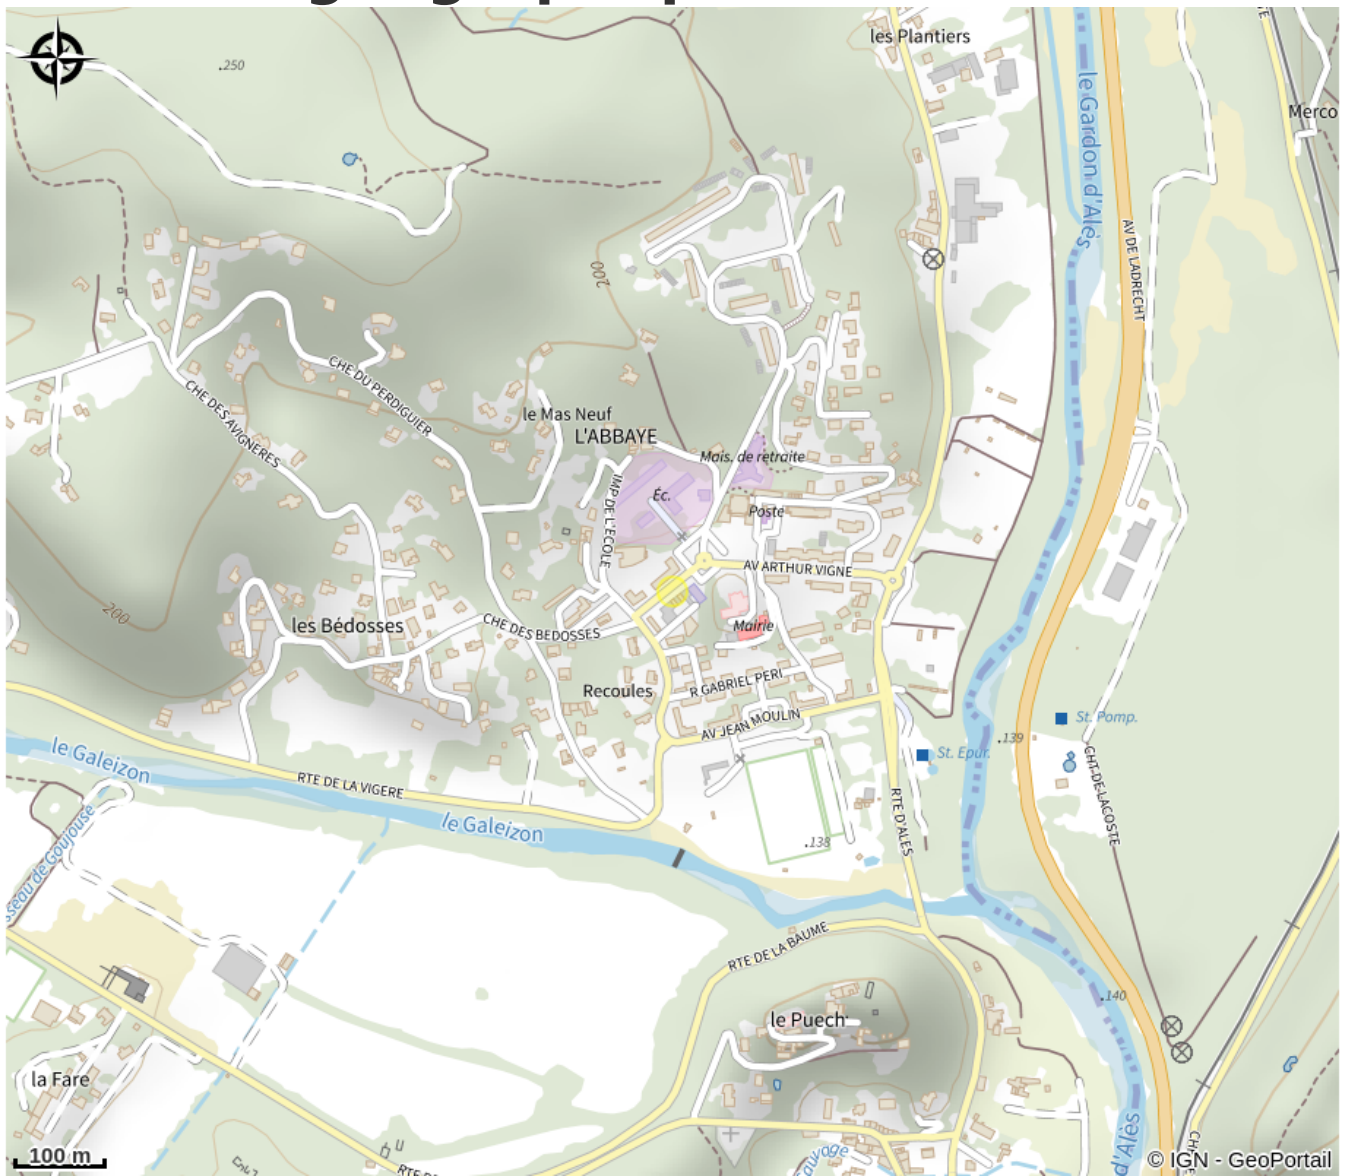 les Plantiers
.250
le Gardon d'Alès
Merco
AV DE LADRECHT
200
CHE DU PERDIGUIER
CHE DES AVIGNERES
le Mas Neuf
L'ABBAYE
Mais. de retraite
Éc.
IMP DE L'ECOLE
Poste
AV ARTHUR VIGNE
200
les Bédosses
CHE DES BEDOSSES
Mairie
Recoules
R GABRIEL PERI
AV JEAN MOULIN
St. Pomp.
.139
St. Epur.
le Galeizon
RTE DE LA VIGERE
le Galeizon
RTE D'ALES
CHT DE LACOSTE
.138
sseau de Goujouse
RTE DE LA BAUME
.140
le Puech
la Fare
d'Alès
100 m
© IGN - GeoPortail